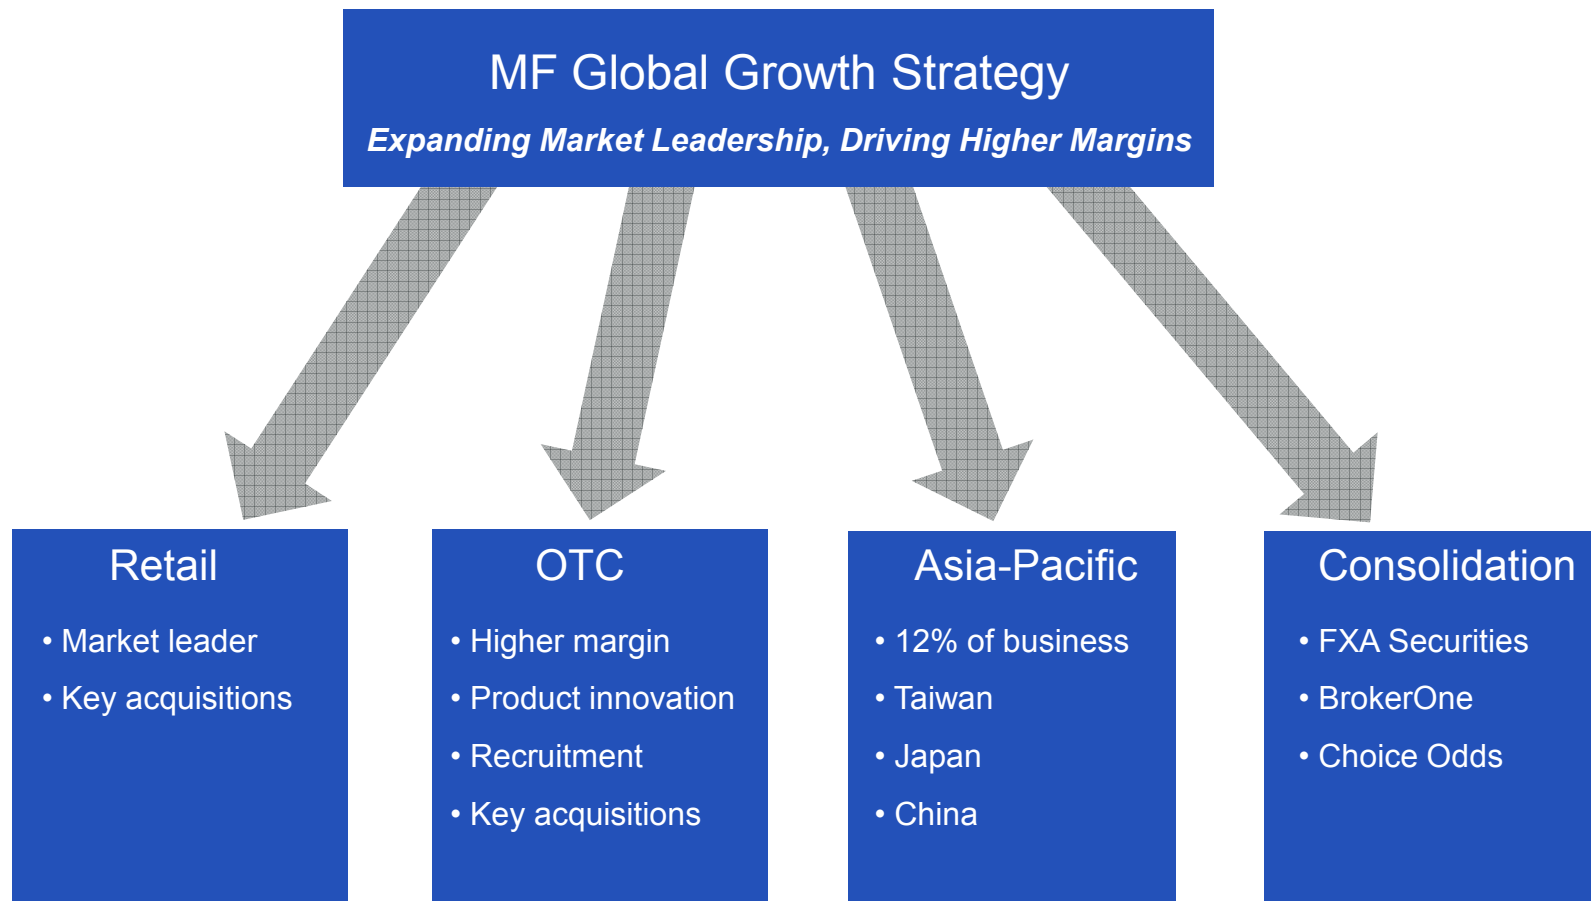 MF Global Growth Strategy
Expanding Market Leadership, Driving Higher Margins
Retail
• Market leader
• Key acquisitions
OTC
• Higher margin
• Product innovation
• Recruitment
• Key acquisitions
Asia-Pacific
• 12% of business
• Taiwan
• Japan
• China
Consolidation
• FXA Securities
• BrokerOne
• Choice Odds